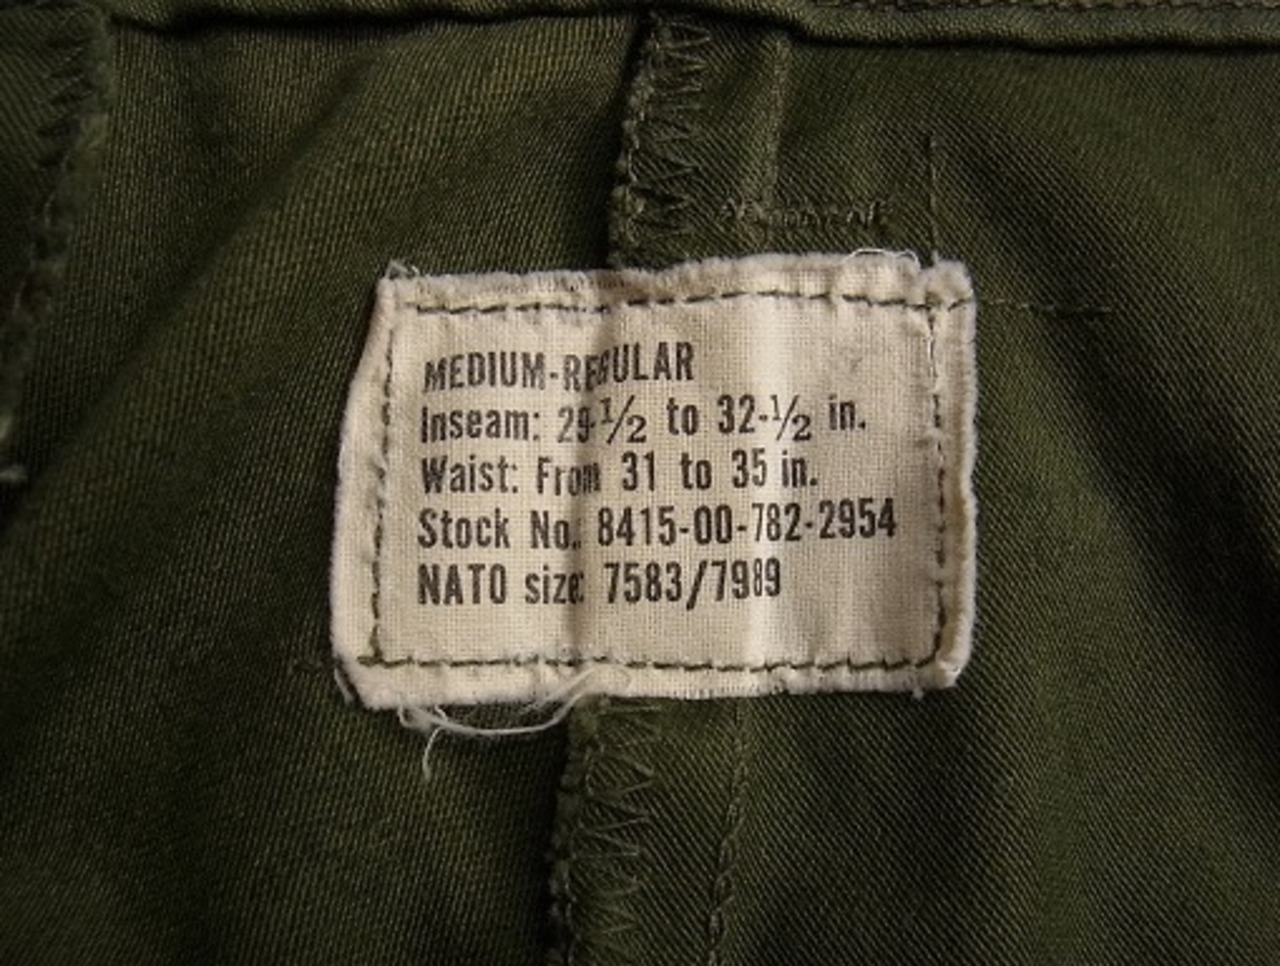 MEDIUM-REGULAR
Inseam: 29-½ to 32-½ in.
Waist: From 31 to 35 in.
Stock No. 8415-00-782-2954
NATO size: 7583/7989